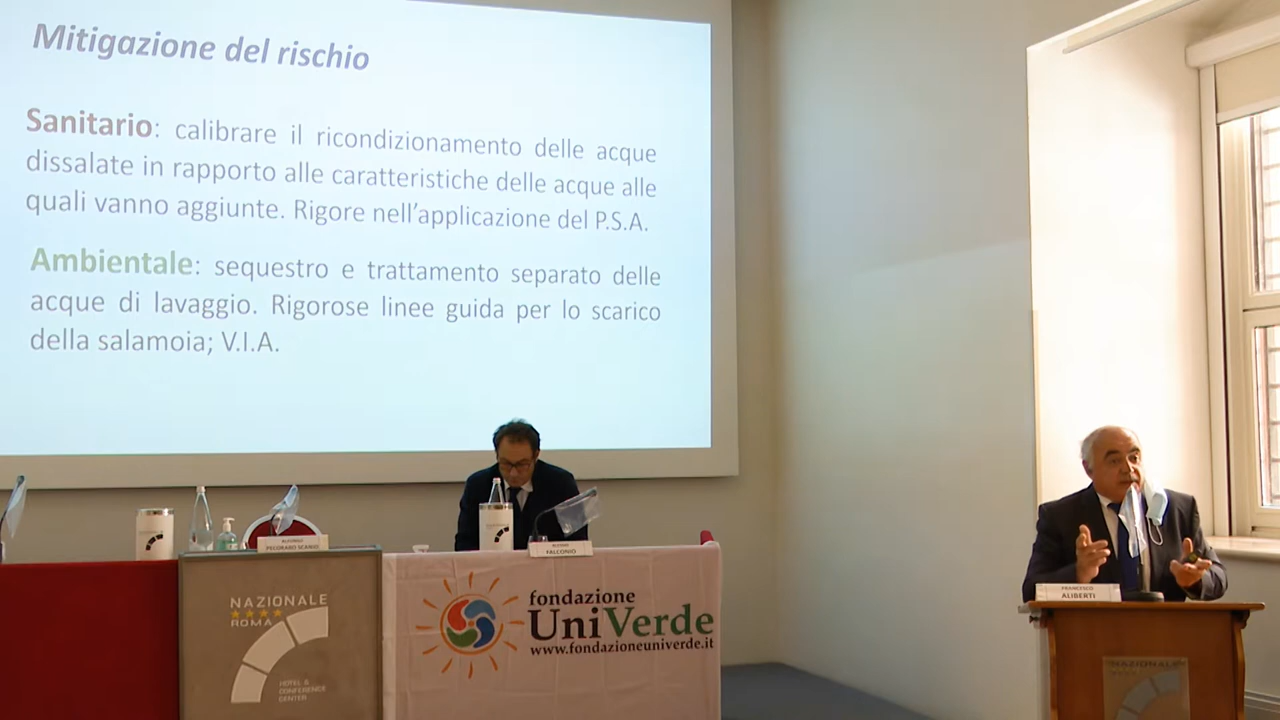 Mitigazione del rischio
Sanitario: calibrare il ricondizionamento delle acque
dissalate in rapporto alle caratteristiche delle acque alle
quali vanno aggiunte. Rigore nell'applicazione del P.S.A.
Ambientale: sequestro e trattamento separato delle
acque di lavaggio. Rigorose linee guida per lo scarico
della salamoia; V.I.A.
PECORARO SCANIO
FALCONIO
NAZIONALE
ROMA
HOTEL &
CONFERENCE
CENTER
fondazione
UniVerde
www.fondazioneuniverde.it
FRANCESCO
ALIBERTI
NAZIONALE